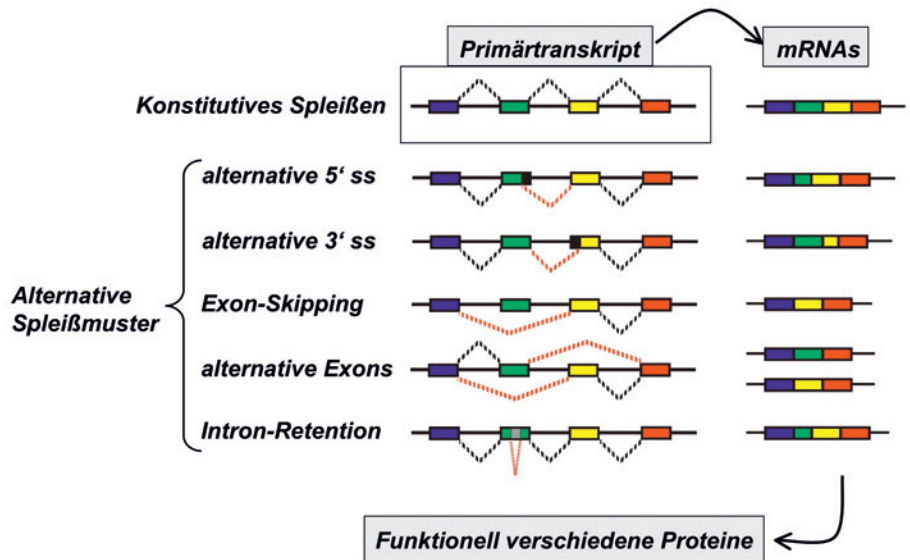 Primärtranskript
mRNAs
Konstitutives Spleißen
alternative 5‘ ss
alternative 3‘ ss
Alternative
Spleißmuster
Exon-Skipping
alternative Exons
Intron-Retention
Funktionell verschiedene Proteine